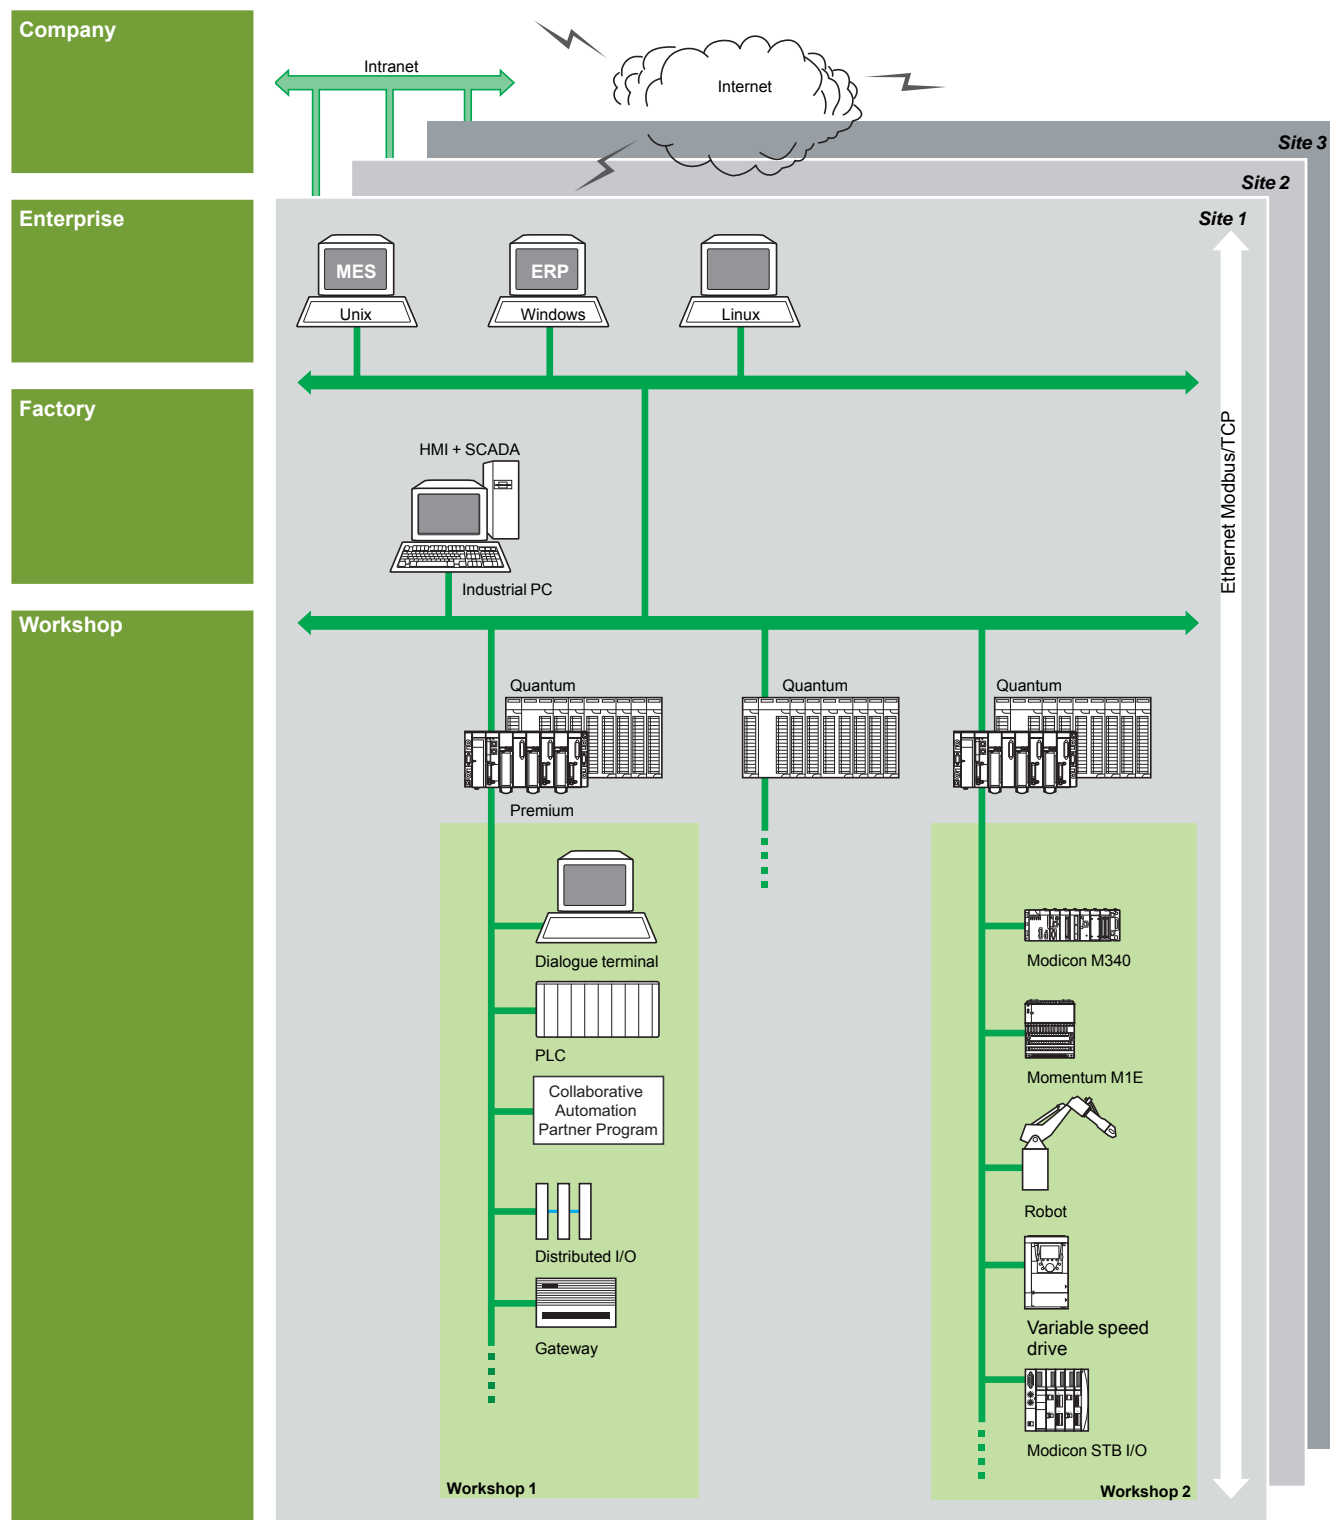 Company
Intranet
Internet
Site 3
Site 2
Enterprise
Site 1
MES
ERP
Unix
Windows
Linux
Factory
HMI + SCADA
Ethernet Modbus/TCP
Industrial PC
Workshop
Quantum
Quantum
Quantum
Premium
Dialogue terminal
PLC
Collaborative
Automation
Partner Program
Distributed I/O
Gateway
Workshop 1
Modicon M340
Momentum M1E
Robot
Variable speed
drive
Modicon STB I/O
Workshop 2